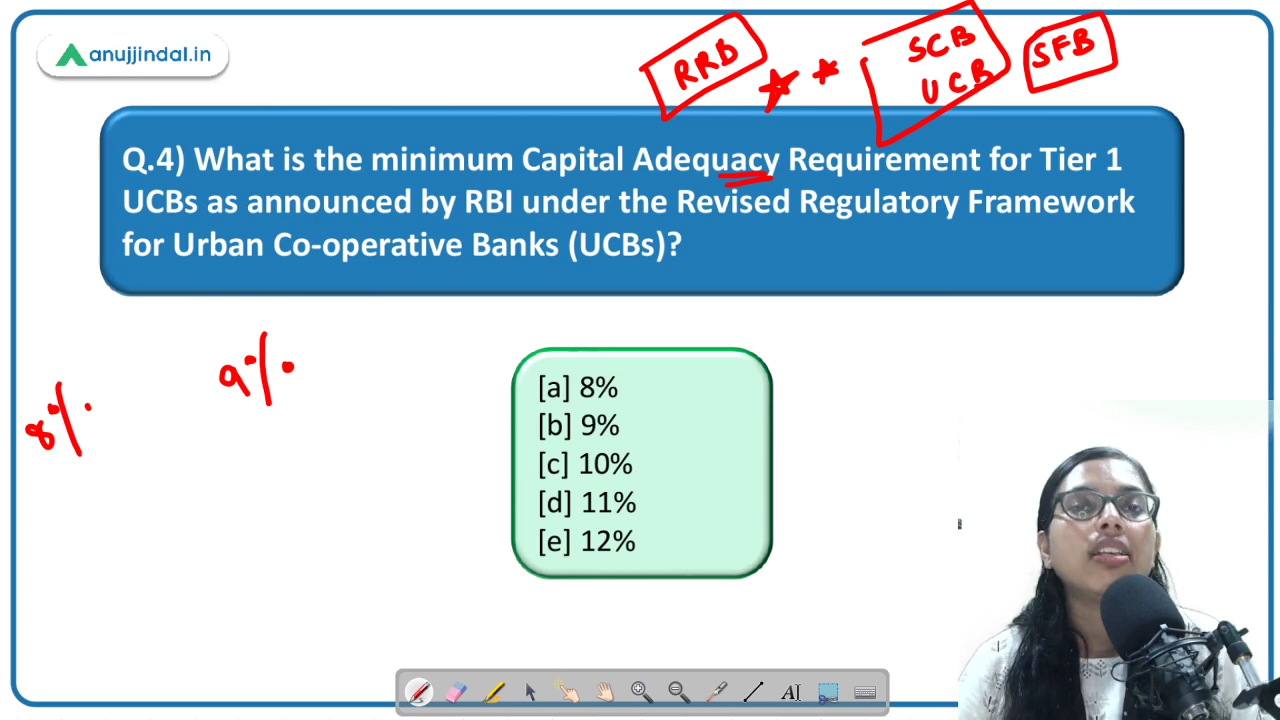 anujjindal.in
RRB
SCB
UCB
SFB
Q.4) What is the minimum Capital Adequacy Requirement for Tier 1
UCBs as announced by RBI under the Revised Regulatory Framework
for Urban Co-operative Banks (UCBs)?
9%
8%
[a] 8%
[b] 9%
[c] 10%
[d] 11%
[e] 12%
AI